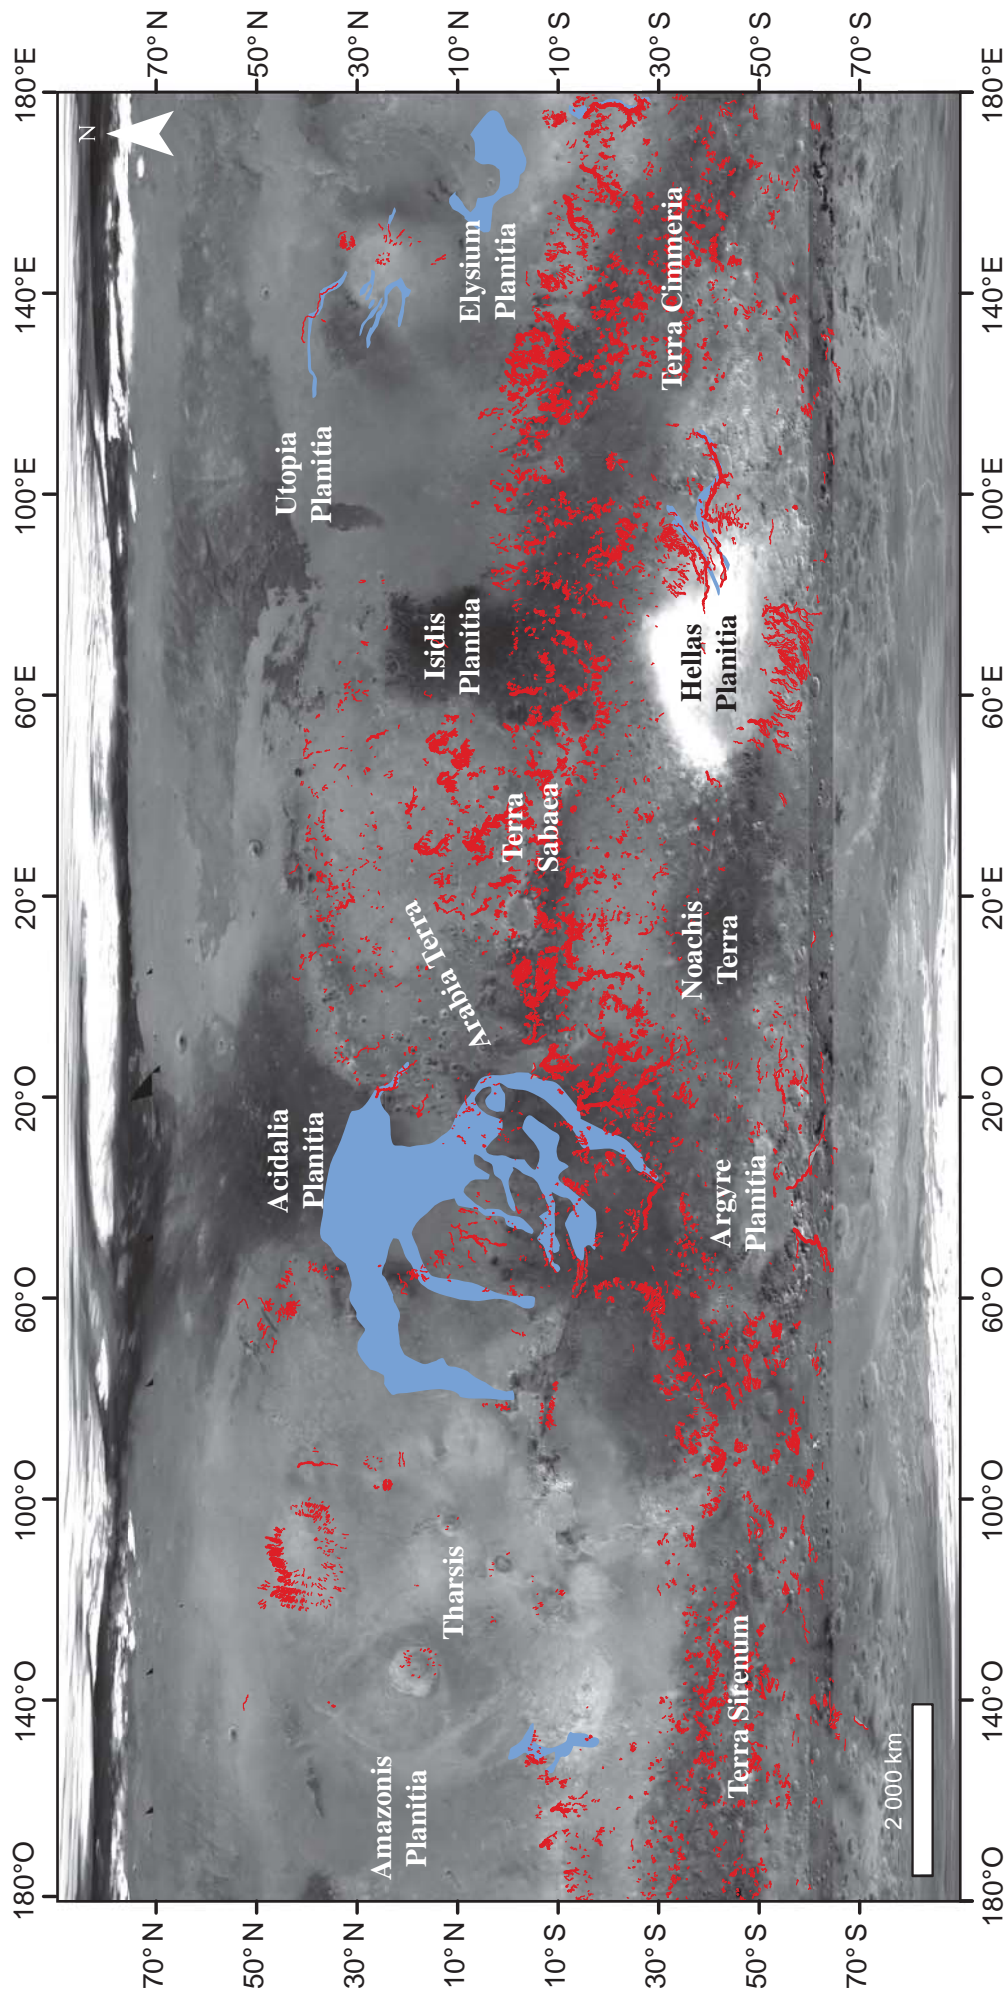 180°O
140°O
100°O
60°O
20°O
20°E
60°E
100°E
140°E
180°E
70° N
50° N
30° N
10° N
10° S
30° S
50° S
70° S
70° N
50° N
30° N
10° N
10° S
30° S
50° S
70° S
N
Acidalia
Planitia
Utopia
Planitia
Amazonis
Planitia
Arabia Terra
Isidis
Planitia
Elysium
Planitia
Tharsis
Terra
Sabaea
Terra Cimmeria
Noachis
Terra
Hellas
Planitia
Argyre
Planitia
Terra Sirenum
2 000 km
180°O
140°O
100°O
60°O
20°O
20°E
60°E
100°E
140°E
180°E